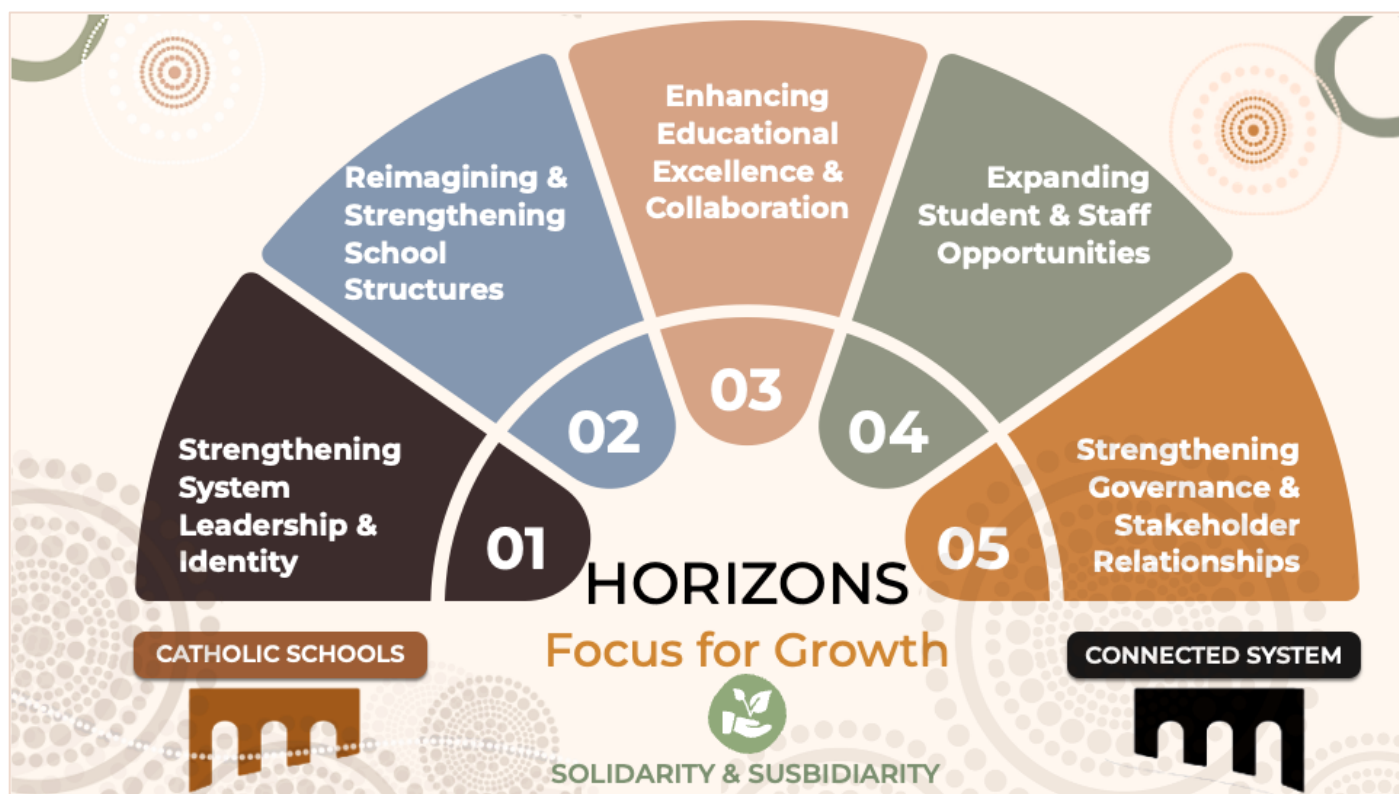 Strengthening
System
Leadership &
Identity
01
Reimagining &
Strengthening
School
Structures
02
Enhancing
Educational
Excellence &
Collaboration
03
Expanding
Student & Staff
Opportunities
04
Strengthening
Governance &
Stakeholder
Relationships
05
HORIZONS
Focus for Growth
CATHOLIC SCHOOLS
CONNECTED SYSTEM
SOLIDARITY & SUSBIDIARITY